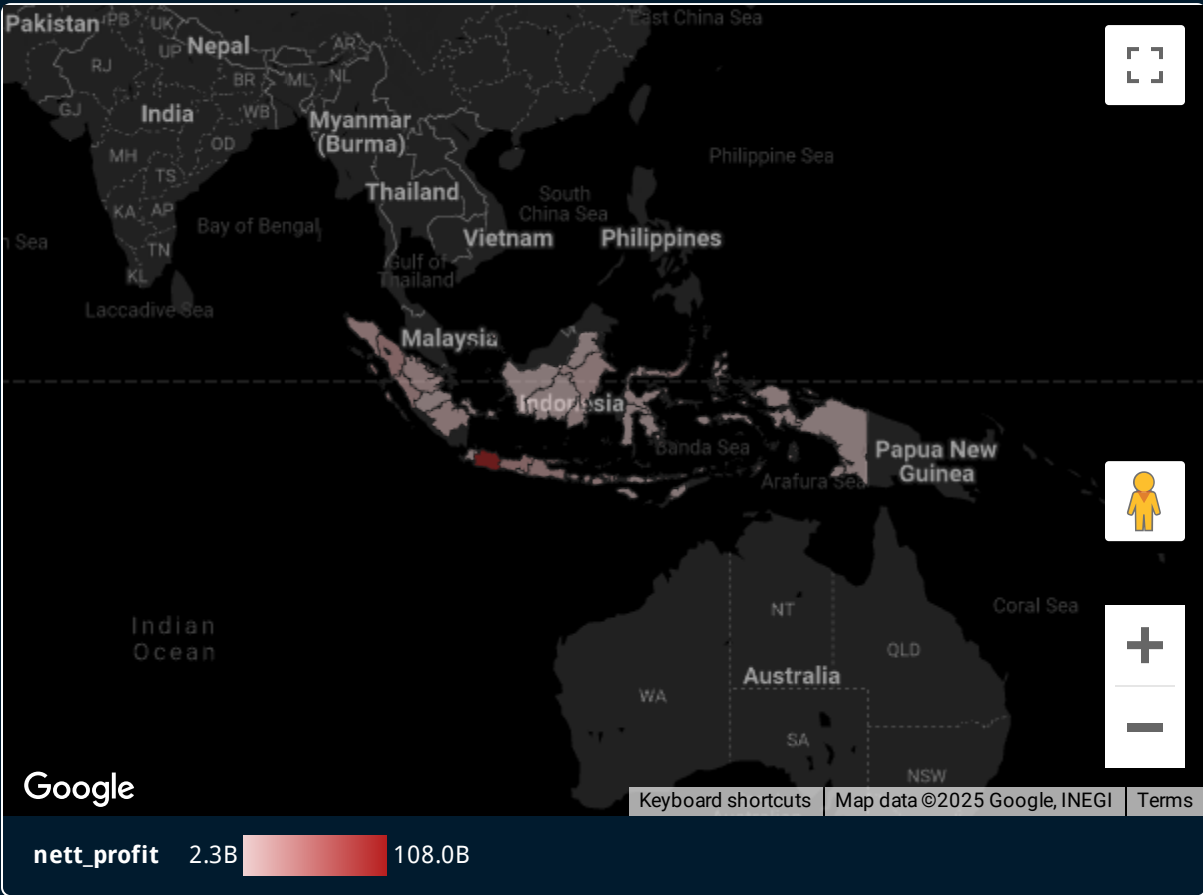 East China Sea
Pakistan
PB
UK
UP
Nepal
AR
RJ
BR
ML
NL
GJ
India
WB
Myanmar
(Burma)
MH
OD
Philippine Sea
TS
Thailand
South
China Sea
KA
AP
Bay of Bengal
Vietnam
Philippines
n Sea
TN
KL
Gulf of
Thailand
Laccadive Sea
Malaysia
Indonesia
Banda Sea
Papua New
Guinea
Arafura Sea
Indian
Ocean
NT
Coral Sea
QLD
WA
Australia
SA
NSW
Google
Keyboard shortcuts
Map data ©2025 Google, INEGI
Terms
nett_profit 2.3B 108.0B